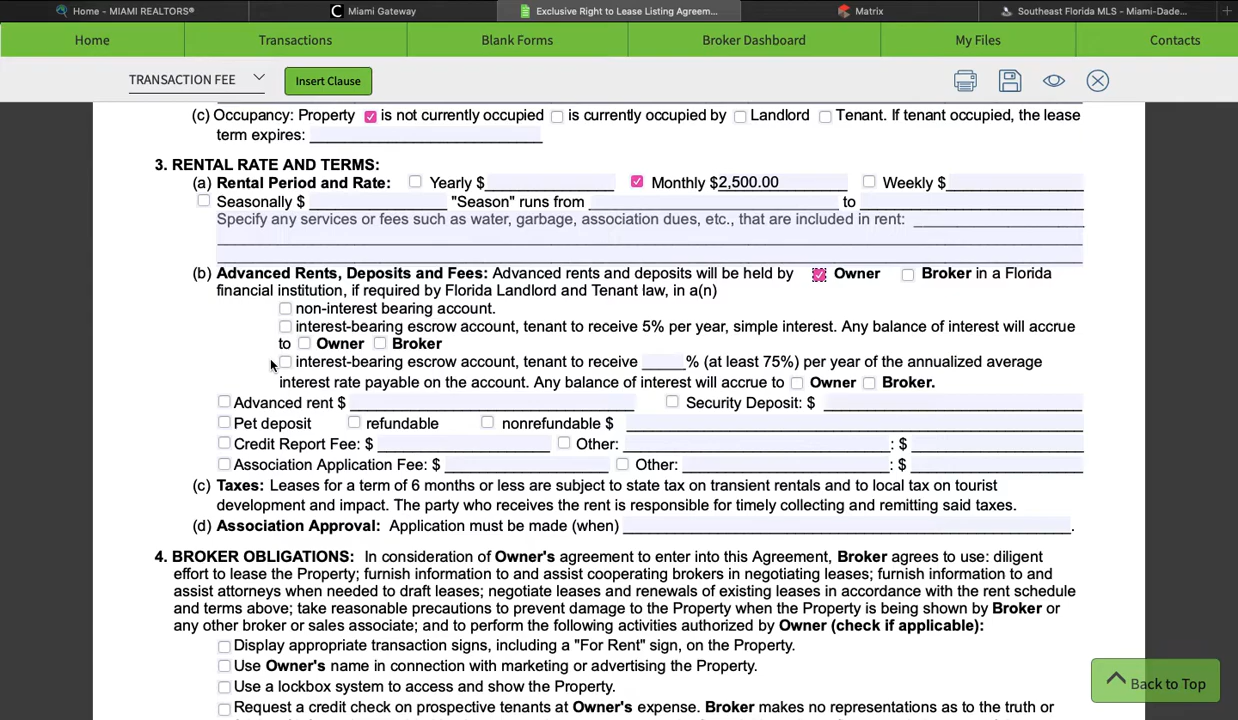 Home - MIAMI REALTORS®
Miami Gateway
Exclusive Right to Lease Listing Agreem...
Matrix
Southeast Florida MLS - Miami-Dade...
Home
Transactions
Blank Forms
Broker Dashboard
My Files
Contacts
TRANSACTION FEE
Insert Clause
(c) Occupancy: Property is not currently occupied is currently occupied by Landlord Tenant. If tenant occupied, the lease
term expires:
3. RENTAL RATE AND TERMS:
(a) Rental Period and Rate: Yearly $ Monthly $2,500.00 Weekly $
Seasonally $ "Season" runs from to
Specify any services or fees such as water, garbage, association dues, etc., that are included in rent:
(b) Advanced Rents, Deposits and Fees: Advanced rents and deposits will be held by Owner Broker in a Florida
financial institution, if required by Florida Landlord and Tenant law, in a(n)
non-interest bearing account.
interest-bearing escrow account, tenant to receive 5% per year, simple interest. Any balance of interest will accrue
to Owner Broker
interest-bearing escrow account, tenant to receive % (at least 75%) per year of the annualized average
interest rate payable on the account. Any balance of interest will accrue to Owner Broker.
Advanced rent $ Security Deposit: $
Pet deposit refundable nonrefundable $
Credit Report Fee: $ Other: : $
Association Application Fee: $ Other: : $
(c) Taxes: Leases for a term of 6 months or less are subject to state tax on transient rentals and to local tax on tourist
development and impact. The party who receives the rent is responsible for timely collecting and remitting said taxes.
(d) Association Approval: Application must be made (when) .
4. BROKER OBLIGATIONS: In consideration of Owner's agreement to enter into this Agreement, Broker agrees to use: diligent
effort to lease the Property; furnish information to and assist cooperating brokers in negotiating leases; furnish information to and
assist attorneys when needed to draft leases; negotiate leases and renewals of existing leases in accordance with the rent schedule
and terms above; take reasonable precautions to prevent damage to the Property when the Property is being shown by Broker or
any other broker or sales associate; and to perform the following activities authorized by Owner (check if applicable):
Display appropriate transaction signs, including a "For Rent" sign, on the Property.
Use Owner's name in connection with marketing or advertising the Property.
Use a lockbox system to access and show the Property.
Request a credit check on prospective tenants at Owner's expense. Broker makes no representations as to the truth or
Back to Top